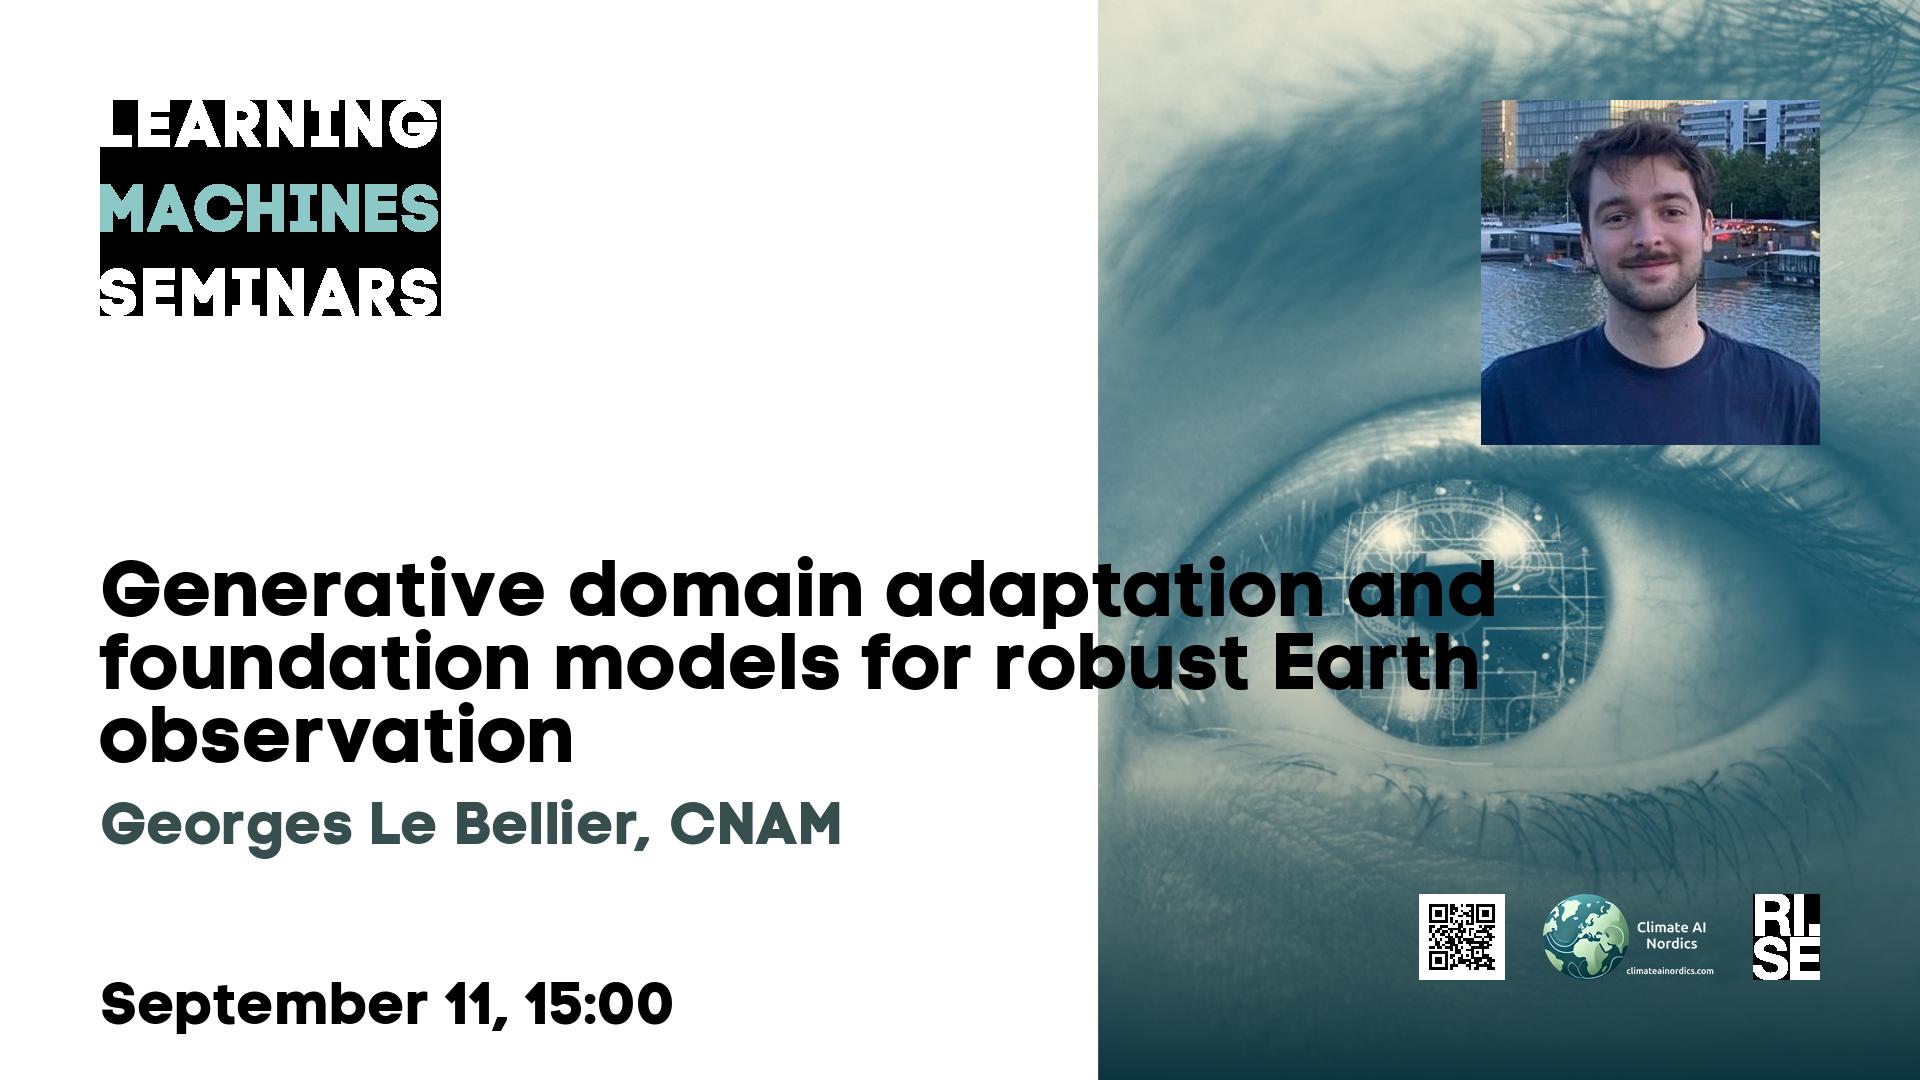 LEARNING
MACHINES
SEMINARS
Generative domain adaptation and
foundation models for robust Earth
observation
Georges Le Bellier, CNAM
September 11, 15:00
Climate AI
Nordics
climateainordics.com
RI.
SE